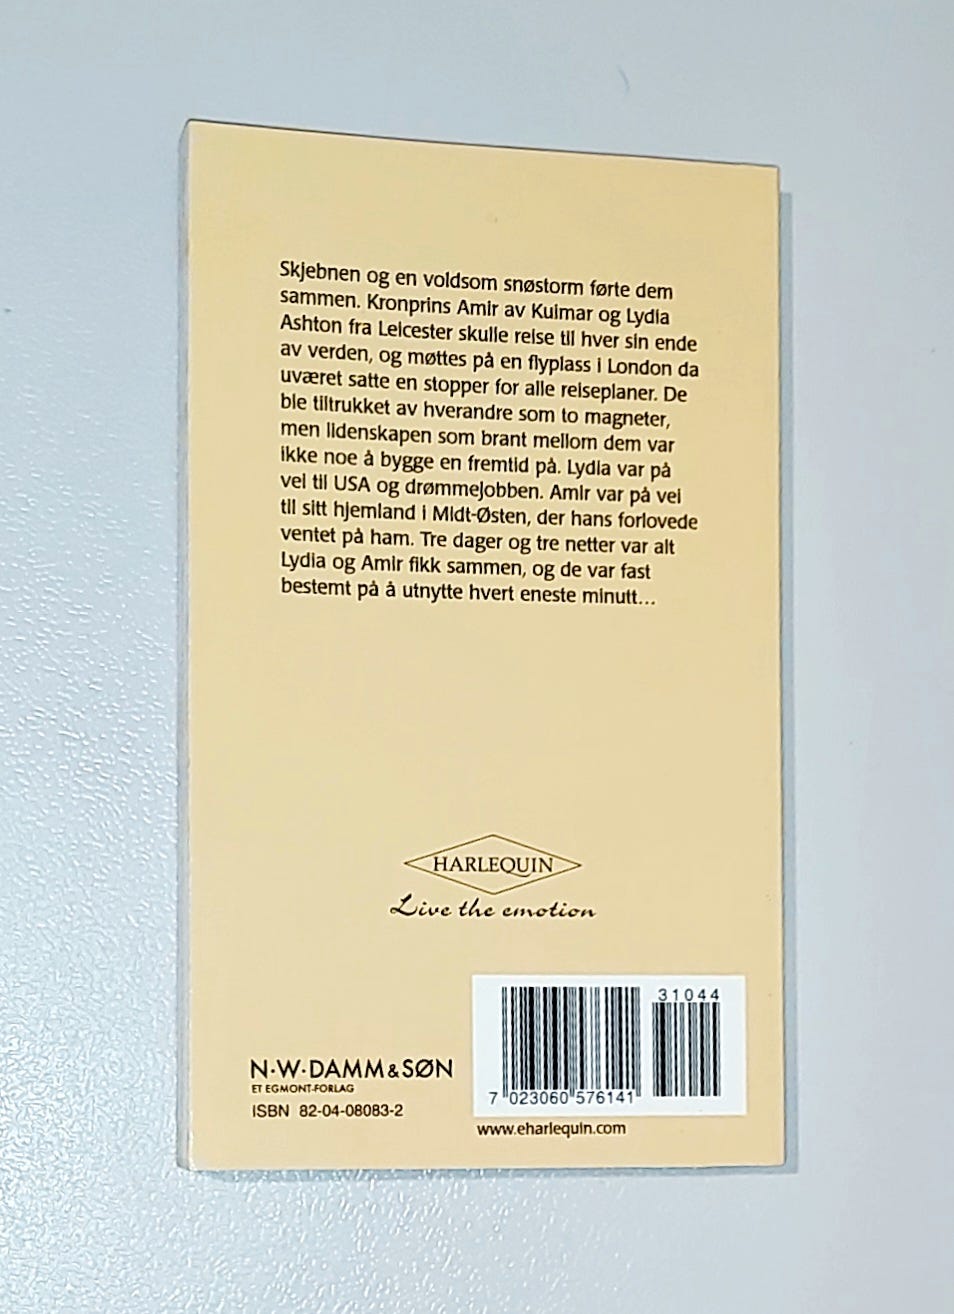 Skjebnen og en voldsom snøstorm førte dem
sammen. Kronprins Amir av Kuimar og Lydia
Ashton fra Leicester skulle reise til hver sin ende
av verden, og møttes på en flyplass i London da
uværet satte en stopper for alle reiseplaner. De
ble tiltrukket av hverandre som to magneter,
men lidenskapen som brant mellom dem var
ikke noe å bygge en fremtid på. Lydia var på
vei til USA og drømmejobben. Amir var på vei
til sitt hjemland i Midt-Østen, der hans forlovede
ventet på ham. Tre dager og tre netter var alt
Lydia og Amir fikk sammen, og de var fast
bestemt på å utnytte hvert eneste minutt...
HARLEQUIN
Live the emotion
N·W·DAMM & SØN
ET EGMONT-FORLAG
ISBN 82-04-08083-2
31044
7 023060 576141
www.eharlequin.com